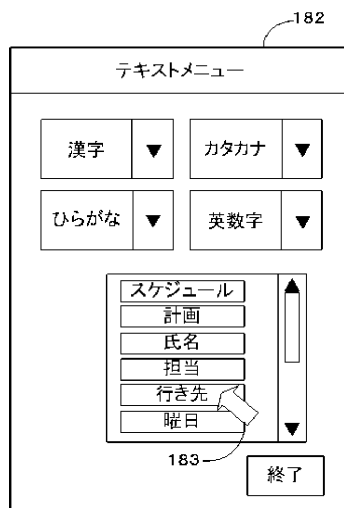 182
テキストメニュー
漢字 ▼ カタカナ ▼
ひらがな ▼ 英数字 ▼
スケジュール
計画
氏名
担当
行き先
曜日
183
終了